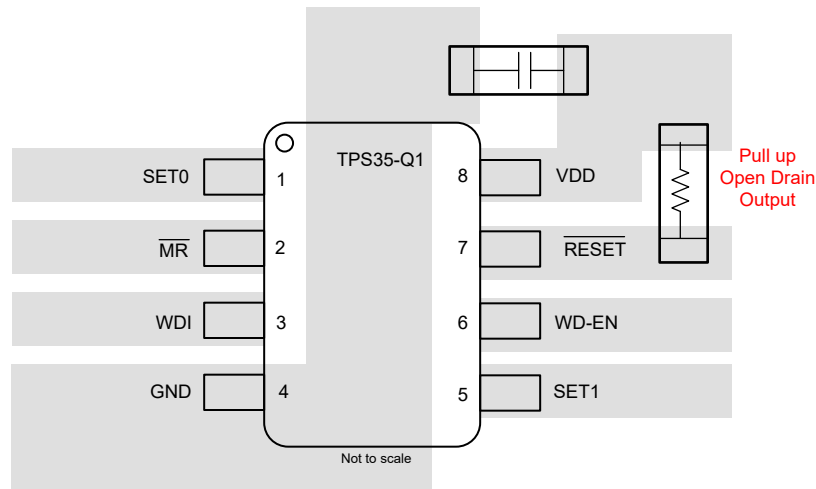 TPS35-Q1
SET0 1
8 VDD
Pull up
Open Drain
Output
MR 2
7 RESET
WDI 3
6 WD-EN
GND 4
5 SET1
Not to scale